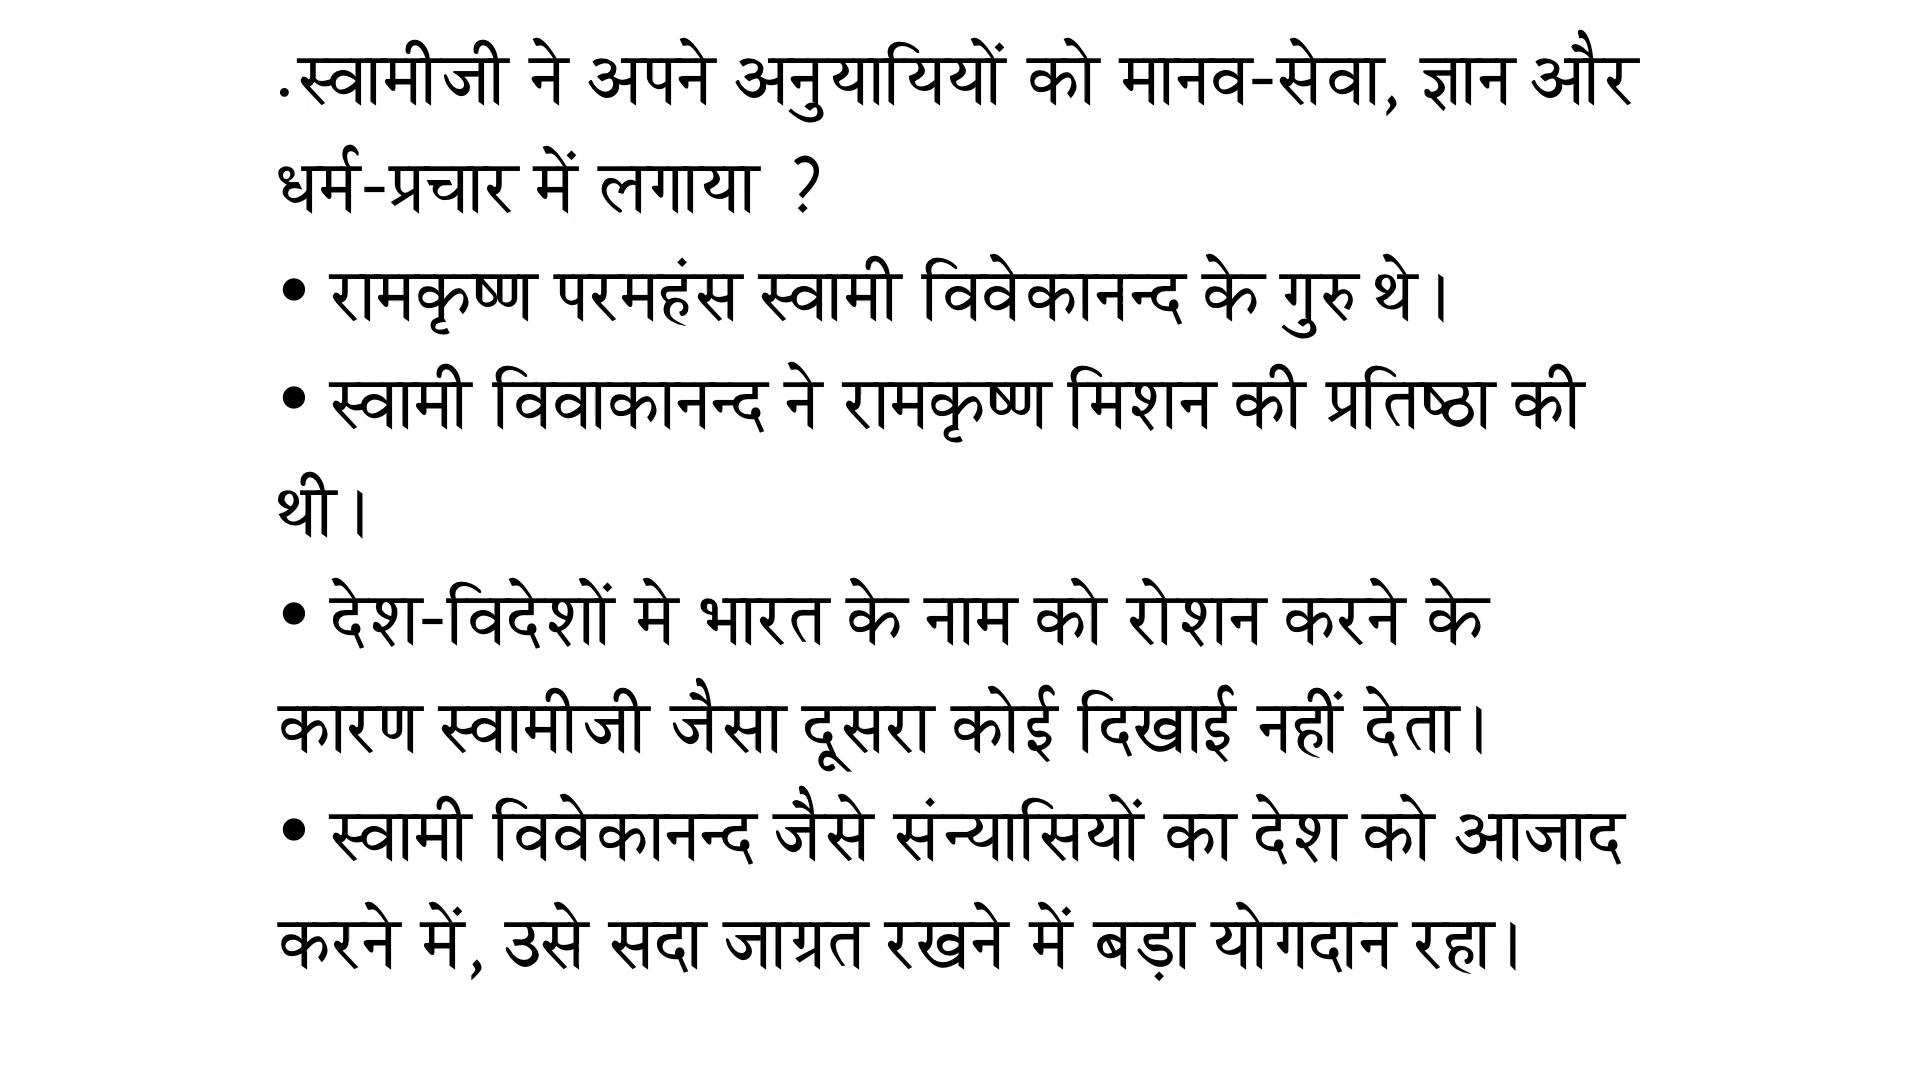 .स्वामीजी ने अपने अनुयायियों को मानव-सेवा, ज्ञान और
धर्म-प्रचार में लगाया ?
• रामकृष्ण परमहंस स्वामी विवेकानन्द के गुरु थे।
• स्वामी विवाकानन्द ने रामकृष्ण मिशन की प्रतिष्ठा की
थी।
• देश-विदेशों मे भारत के नाम को रोशन करने के
कारण स्वामीजी जैसा दूसरा कोई दिखाई नहीं देता।
• स्वामी विवेकानन्द जैसे संन्यासियों का देश को आजाद
करने में, उसे सदा जाग्रत रखने में बड़ा योगदान रहा।